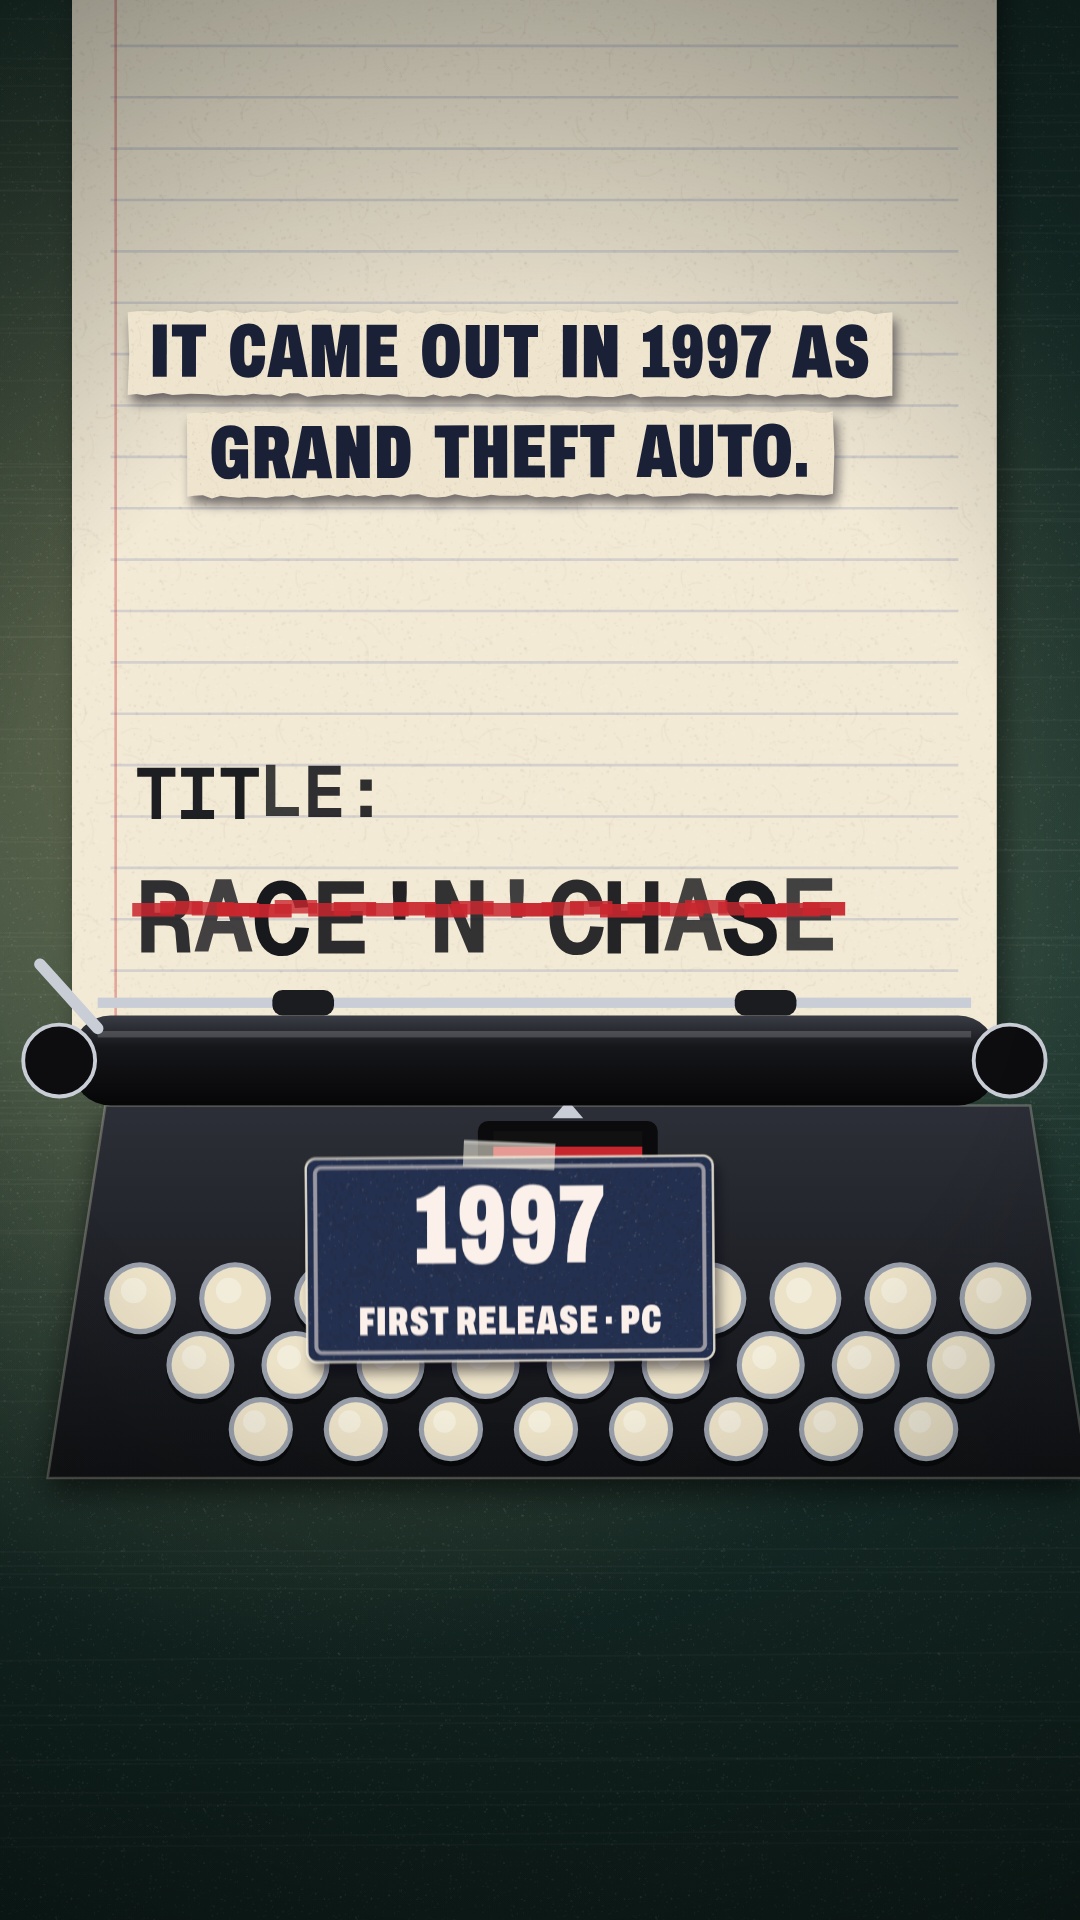 IT CAME OUT IN 1997 AS
GRAND THEFT AUTO.
TITLE:
RACE'N'CHASE
1997
FIRST RELEASE · PC